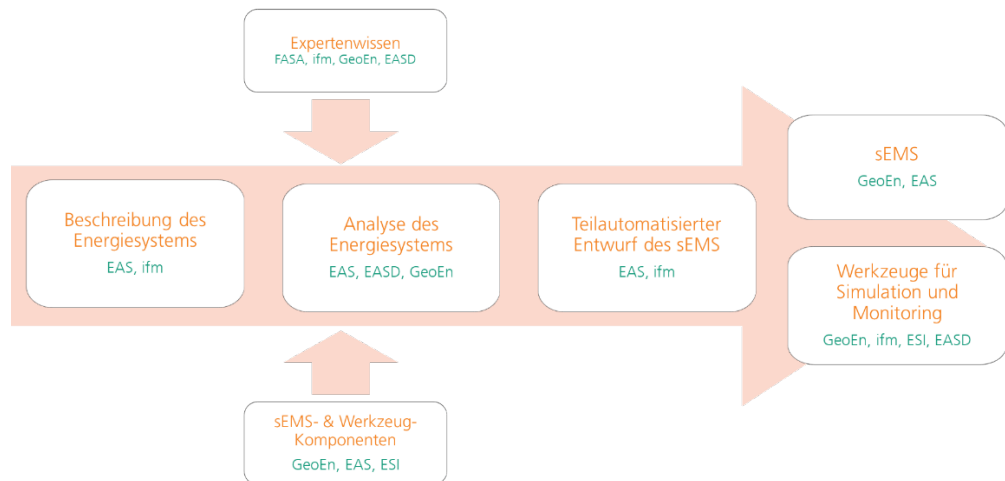 Expertenwissen
FASA, ifm, GeoEn, EASD
Beschreibung des
Energiesystems
EAS, ifm
Analyse des
Energiesystems
EAS, EASD, GeoEn
Teilautomatisierter
Entwurf des sEMS
EAS, ifm
sEMS
GeoEn, EAS
Werkzeuge für
Simulation und
Monitoring
GeoEn, ifm, ESI, EASD
sEMS- & Werkzeug-
Komponenten
GeoEn, EAS, ESI